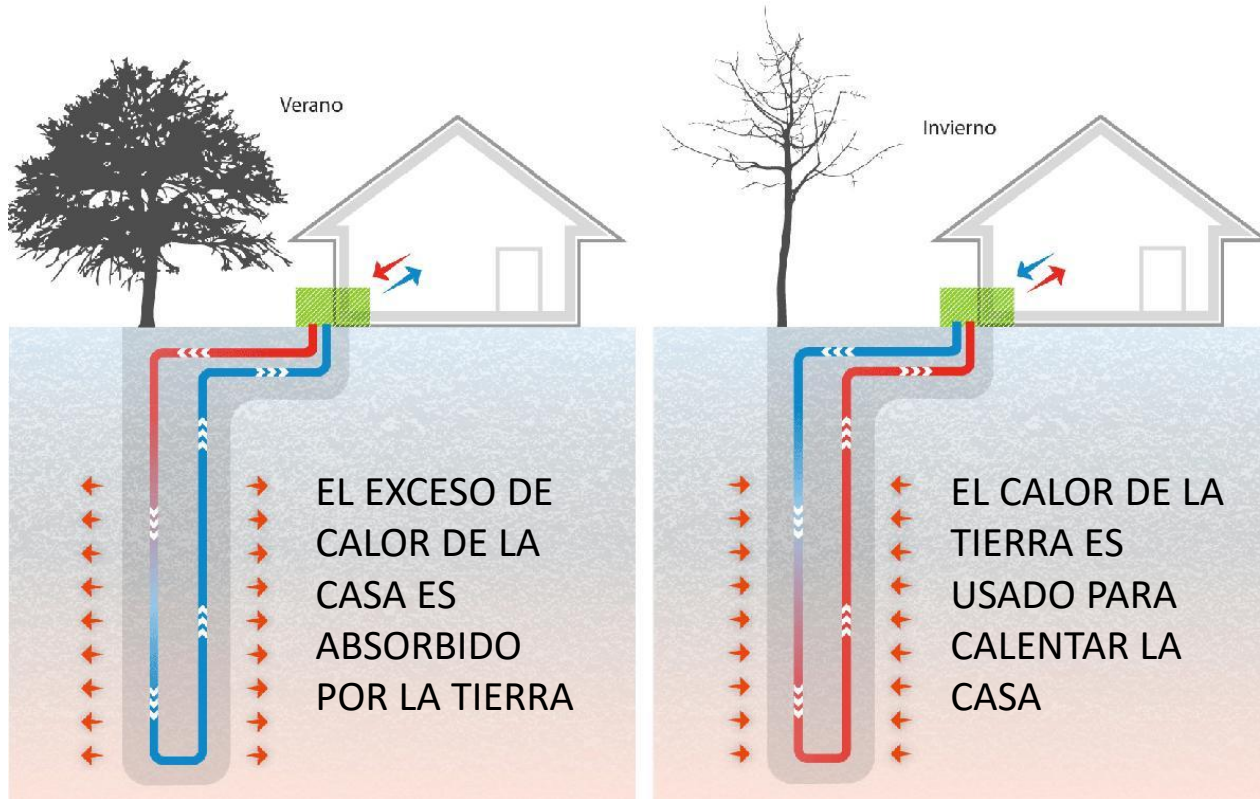 Verano
EL EXCESO DE
CALOR DE LA
CASA ES
ABSORBIDO
POR LA TIERRA
Invierno
EL CALOR DE LA
TIERRA ES
USADO PARA
CALENTAR LA
CASA